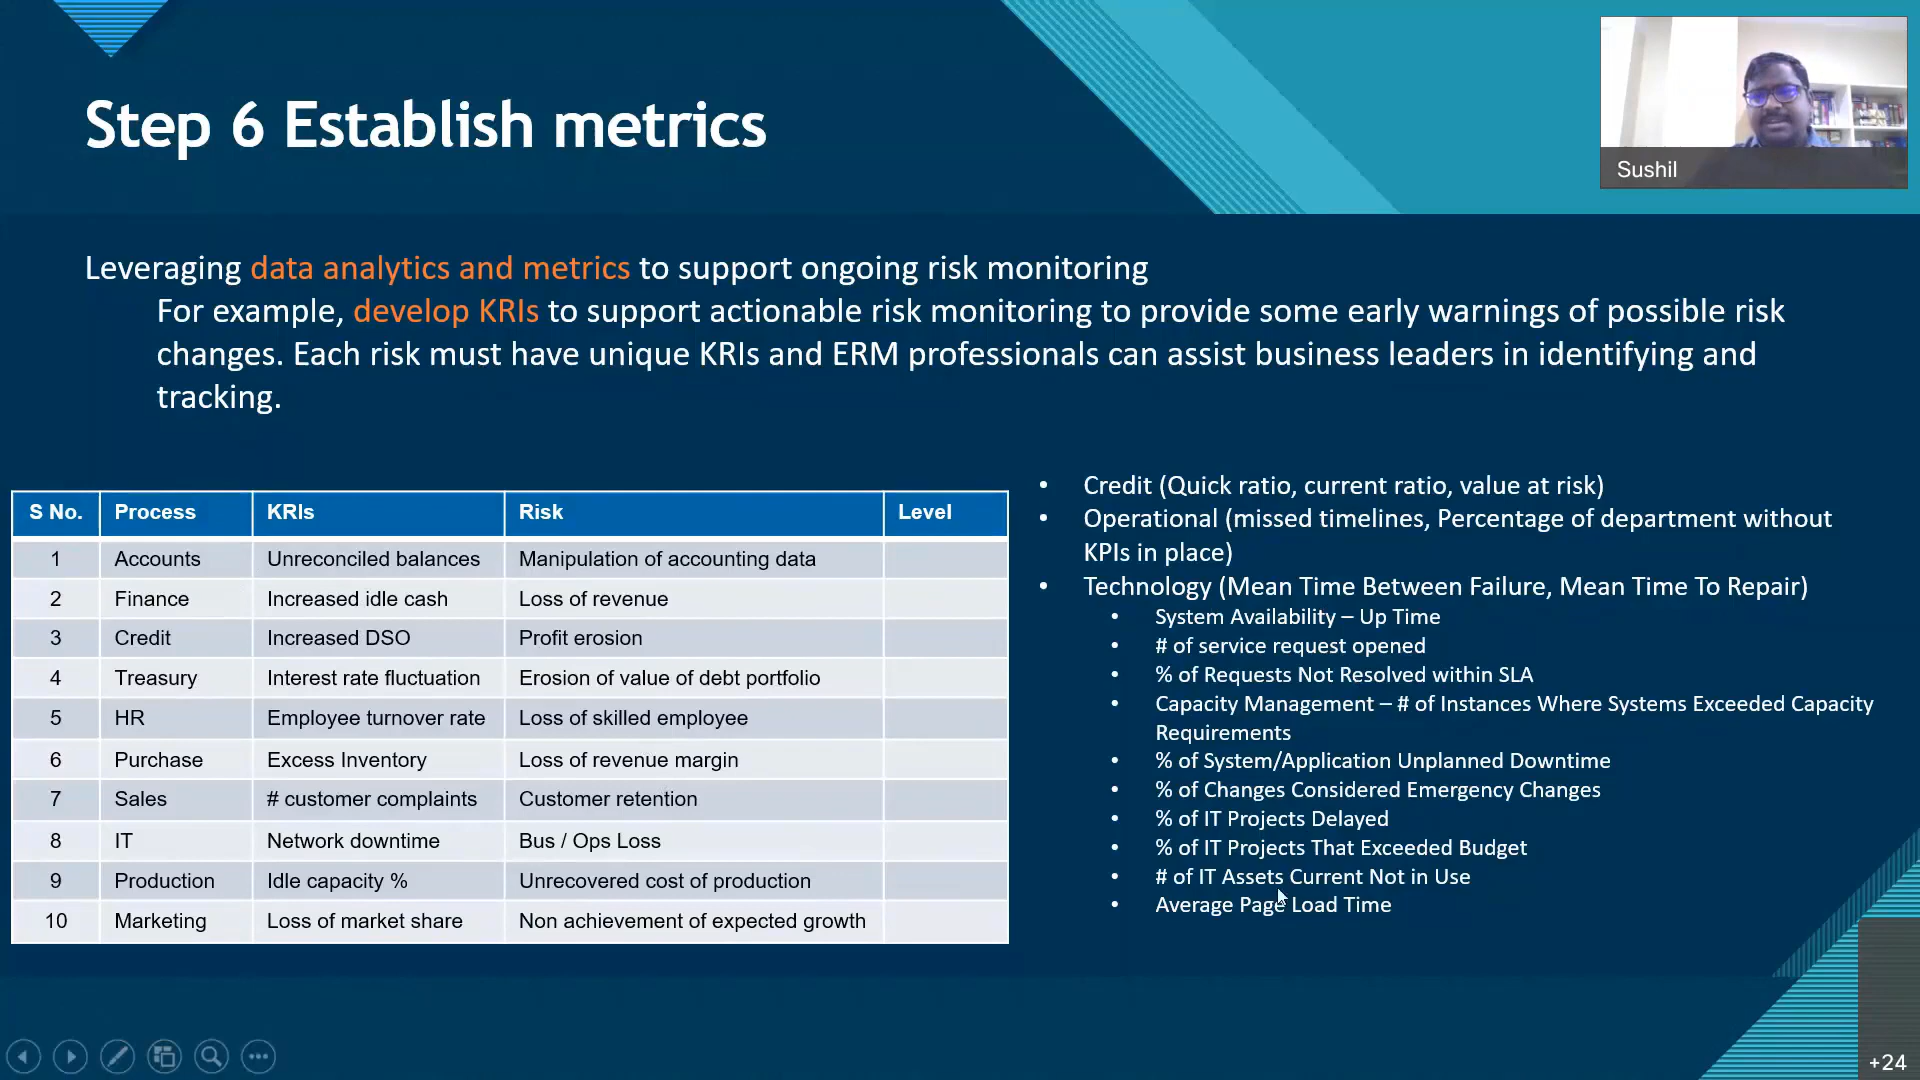 Step 6 Establish metrics
Sushil
Leveraging data analytics and metrics to support ongoing risk monitoring
For example, develop KRIs to support actionable risk monitoring to provide some early warnings of possible risk
changes. Each risk must have unique KRIs and ERM professionals can assist business leaders in identifying and
tracking.
S No. Process KRIs Risk Level
1 Accounts Unreconciled balances Manipulation of accounting data
2 Finance Increased idle cash Loss of revenue
3 Credit Increased DSO Profit erosion
4 Treasury Interest rate fluctuation Erosion of value of debt portfolio
5 HR Employee turnover rate Loss of skilled employee
6 Purchase Excess Inventory Loss of revenue margin
7 Sales # customer complaints Customer retention
8 IT Network downtime Bus / Ops Loss
9 Production Idle capacity % Unrecovered cost of production
10 Marketing Loss of market share Non achievement of expected growth
• Credit (Quick ratio, current ratio, value at risk)
• Operational (missed timelines, Percentage of department without
KPIs in place)
• Technology (Mean Time Between Failure, Mean Time To Repair)
• System Availability – Up Time
• # of service request opened
• % of Requests Not Resolved within SLA
• Capacity Management – # of Instances Where Systems Exceeded Capacity
Requirements
• % of System/Application Unplanned Downtime
• % of Changes Considered Emergency Changes
• % of IT Projects Delayed
• % of IT Projects That Exceeded Budget
• # of IT Assets Current Not in Use
• Average Page Load Time
+24